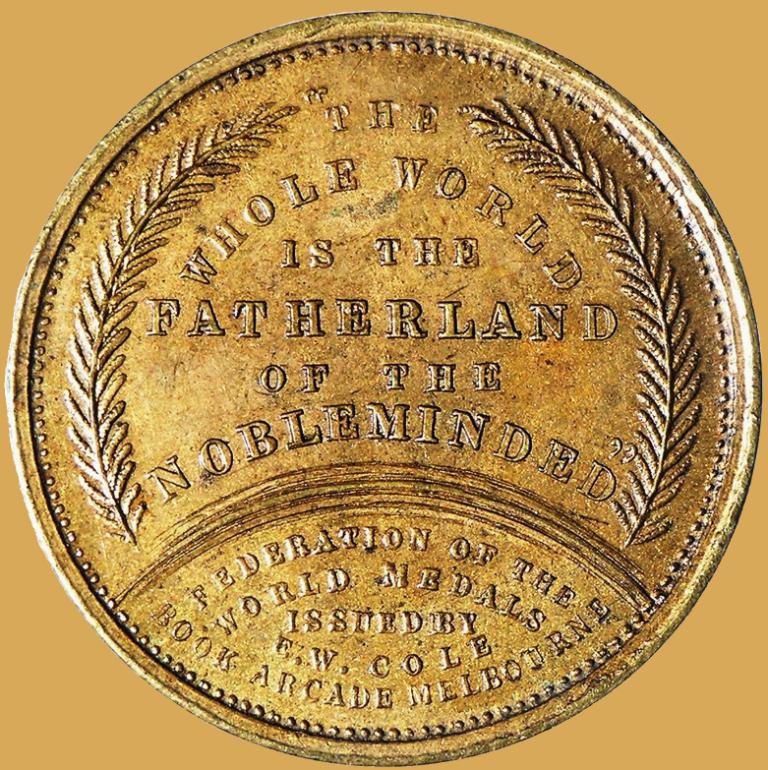 "THE
WHOLE WORLD
IS THE
FATHERLAND
OF THE
NOBLEMINDED"
FEDERATION OF THE
WORLD MEDALS
ISSUED BY
E.W. COLE
BOOK ARCADE MELBOURNE